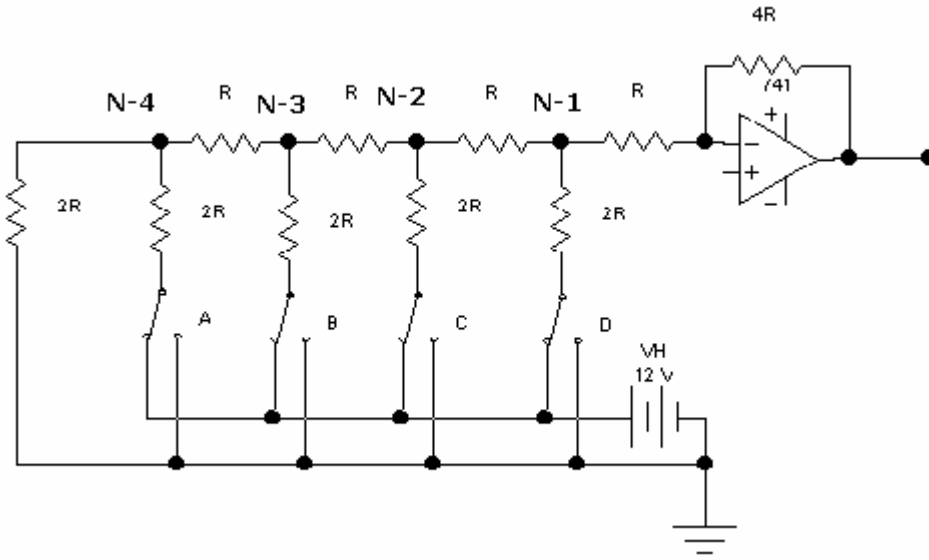 4R
741
N-4 R N-3 R N-2 R N-1 R
+
−
+
−
2R 2R 2R 2R 2R
A B C D
VH
12 V